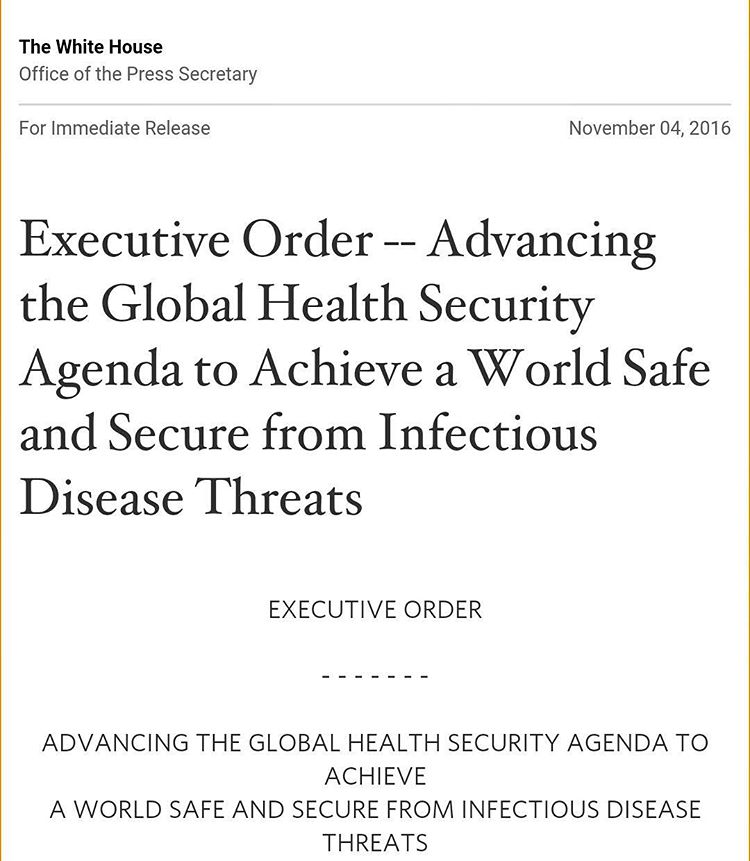 The White House
Office of the Press Secretary
For Immediate Release November 04, 2016
Executive Order -- Advancing
the Global Health Security
Agenda to Achieve a World Safe
and Secure from Infectious
Disease Threats
EXECUTIVE ORDER
- - - - - - -
ADVANCING THE GLOBAL HEALTH SECURITY AGENDA TO
ACHIEVE
A WORLD SAFE AND SECURE FROM INFECTIOUS DISEASE
THREATS